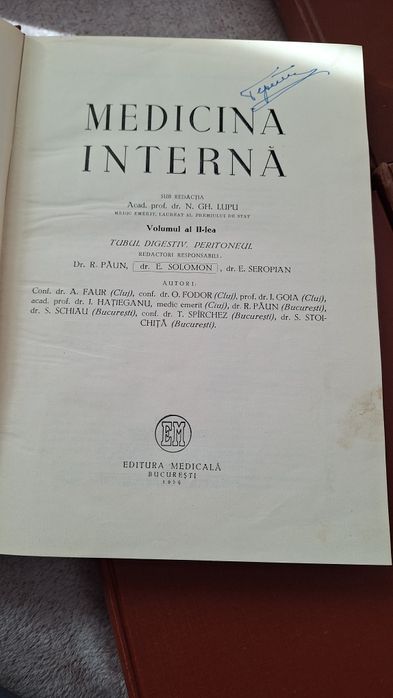 MEDICINA
INTERNĂ
SUB REDACȚIA
Acad. prof. dr. N. GH. LUPU
MEDIC EMERIT, LAUREAT AL PREMIULUI DE STAT
Volumul al II-lea
TUBUL DIGESTIV. PERITONEUL
REDACTORI RESPONSABILI:
Dr. R. PĂUN, dr. E. SOLOMON, dr. E. SEROPIAN
AUTORI:
Conf. dr. A. FAUR (Cluj), conf. dr. O. FODOR (Cluj), prof. dr. I. GOIA (Cluj),
acad. prof. dr. I. HAȚIEGANU, medic emerit (Cluj), dr. R. PĂUN (București),
dr. S. SCHIAU (București), conf. dr. T. SPÎRCHEZ (București), dr. S. STOI-
CHIȚĂ (București).
EM
EDITURA MEDICALĂ
BUCUREȘTI
1956